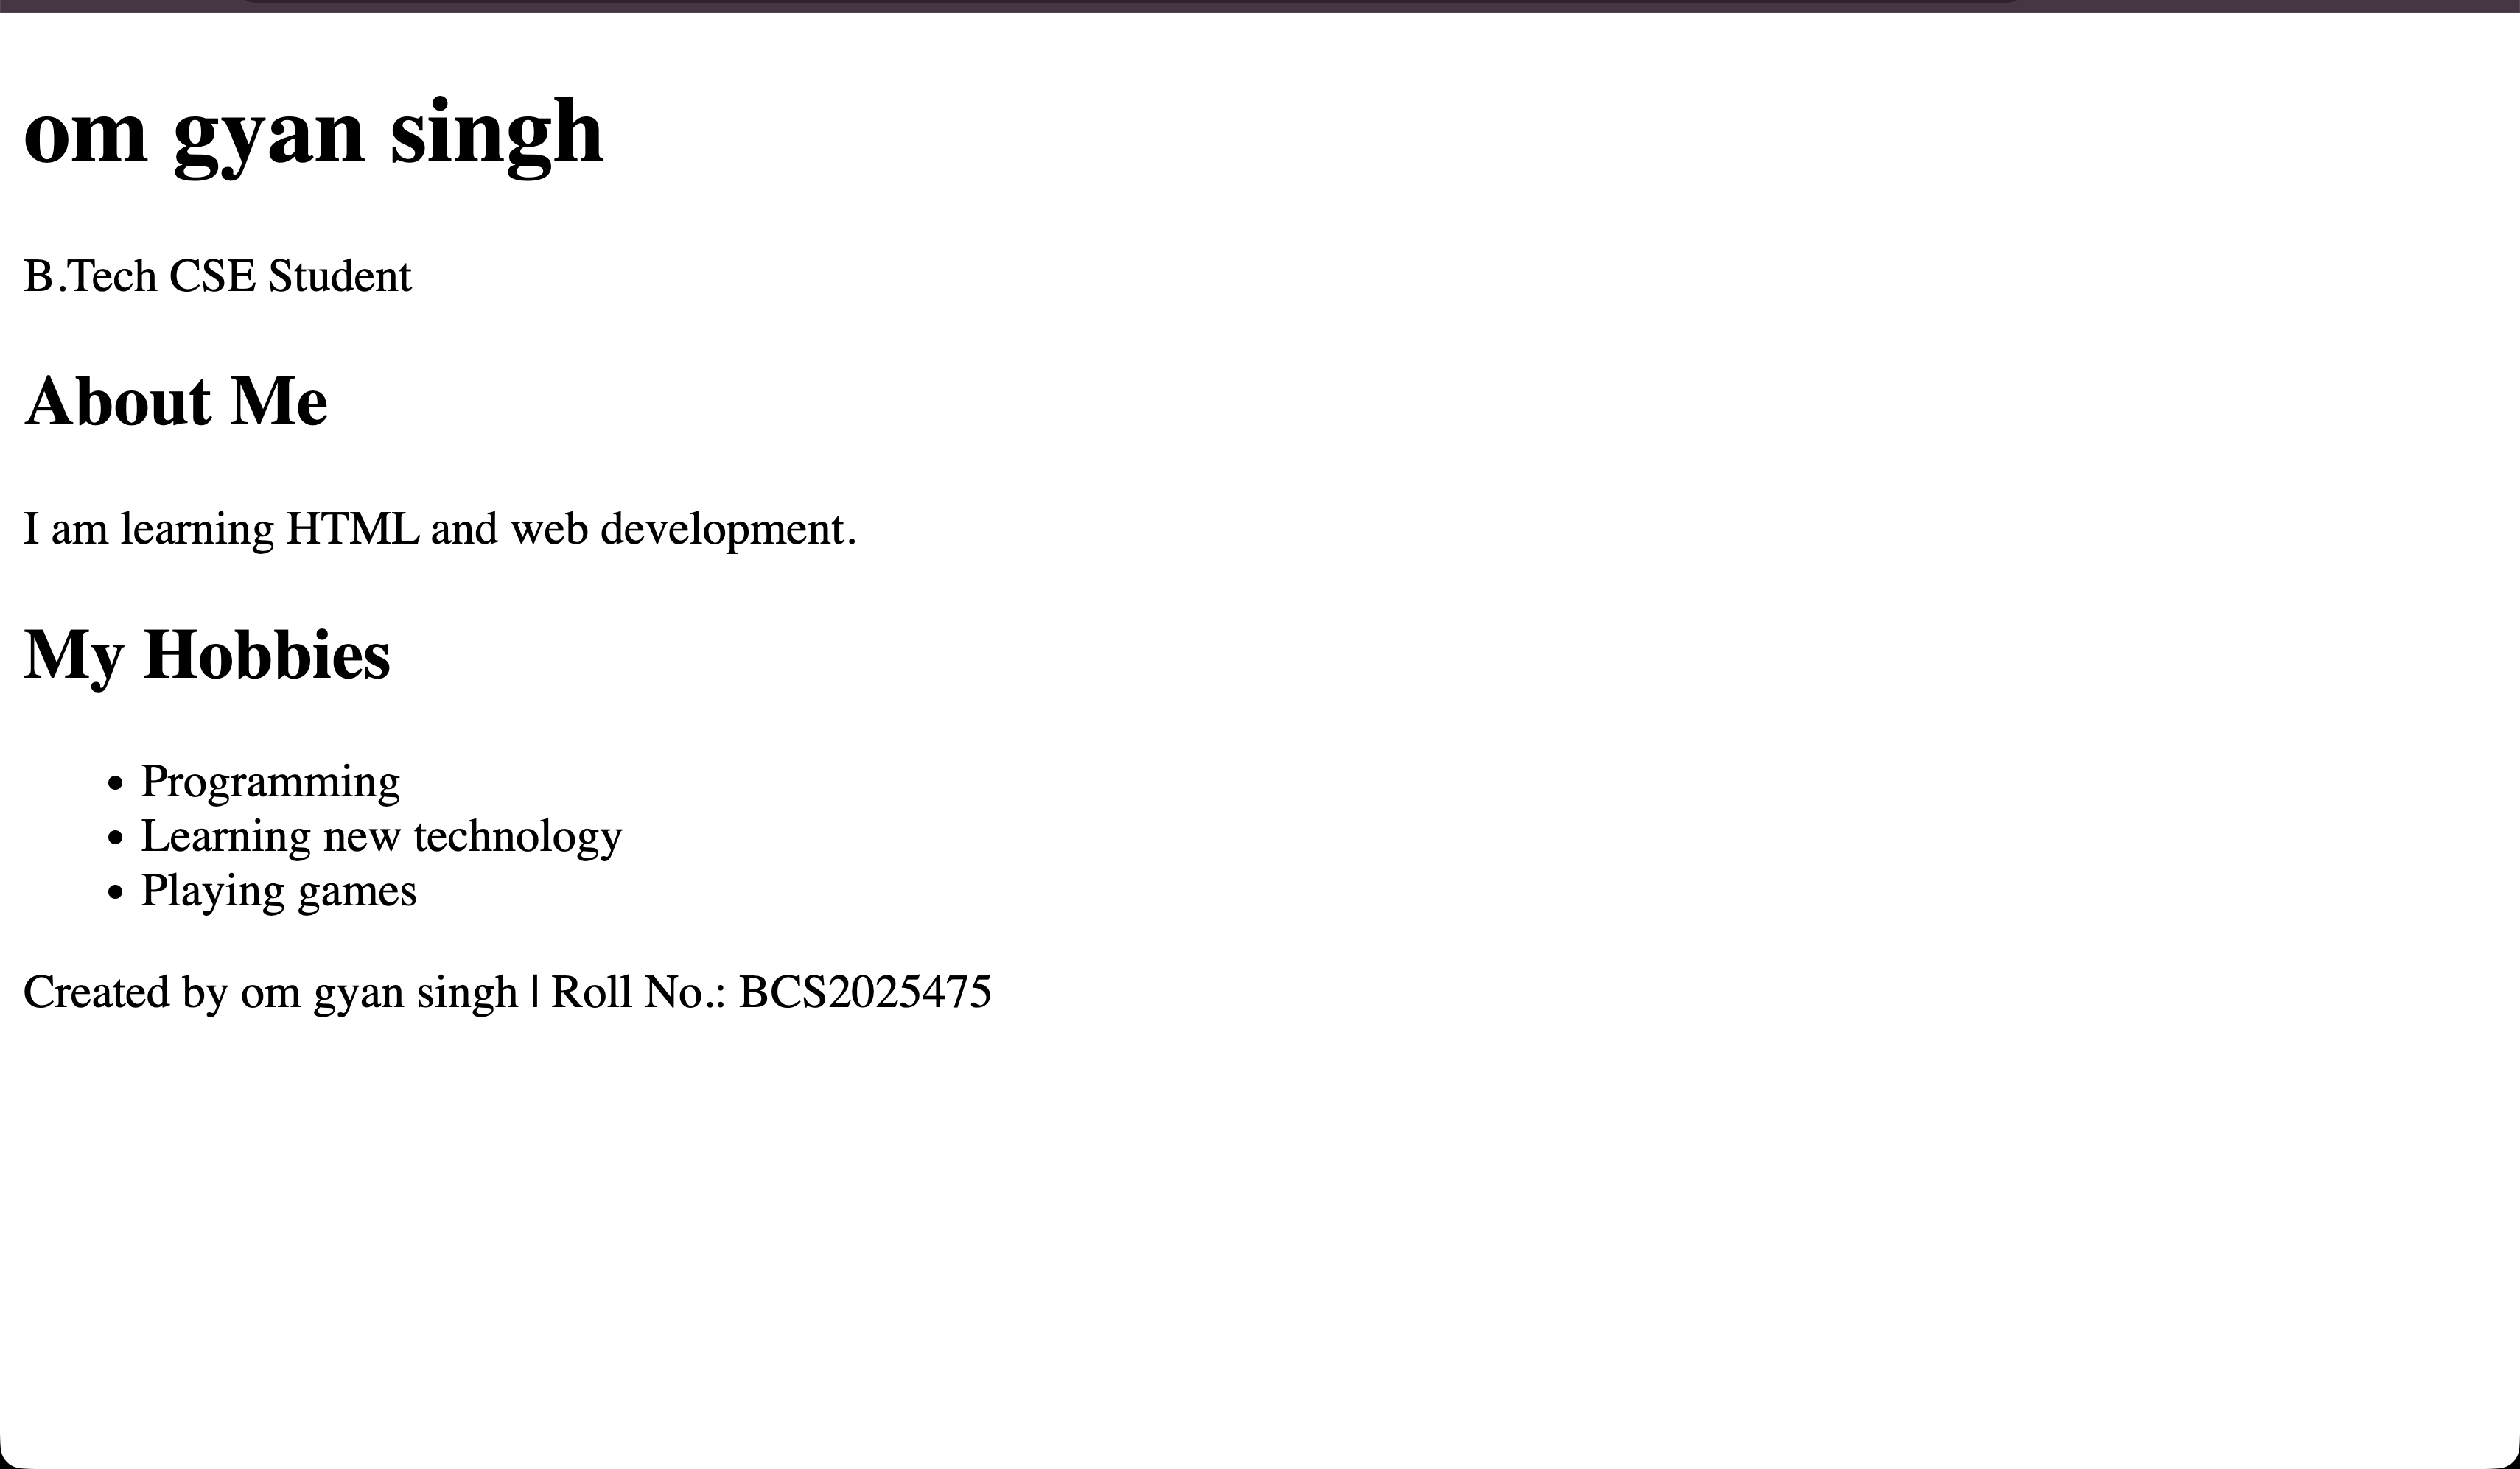 om gyan singh
B.Tech CSE Student
About Me
I am learning HTML and web development.
My Hobbies
• Programming
• Learning new technology
• Playing games
Created by om gyan singh | Roll No.: BCS2025475